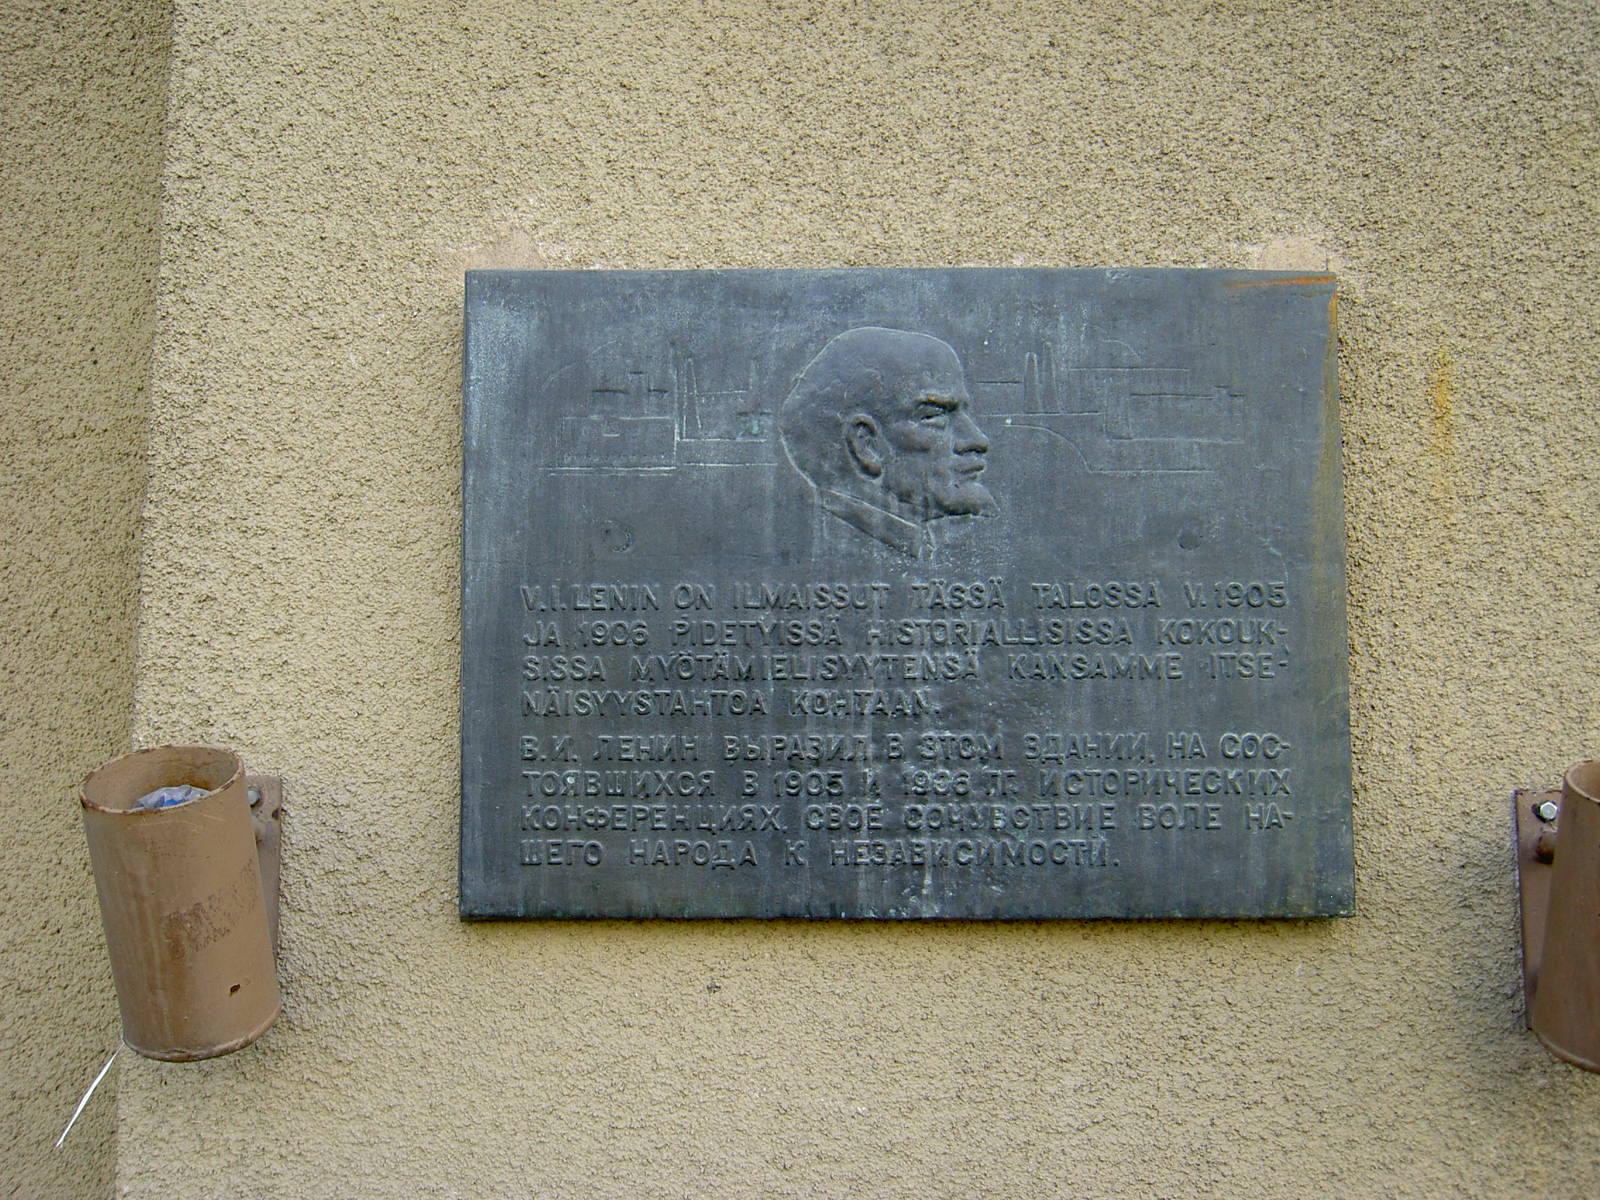 V.I. LENIN ON ILMAISSUT TÄSSÄ TALOSSA V. 1905
JA 1906 PIDETYISSÄ HISTORIALLISISSA KOKOUK-
SISSA MYÖTÄMIELISYYTENSÄ KANSAMME ITSE-
NÄISYYSTAHTOA KOHTAAN.
В.И. ЛЕНИН ВЫРАЗИЛ В ЭТОМ ЗДАНИИ, НА СОС-
ТОЯВШИХСЯ В 1905 И 1906 ГГ. ИСТОРИЧЕСКИХ
КОНФЕРЕНЦИЯХ, СВОЕ СОЧУВСТВИЕ ВОЛЕ НА-
ШЕГО НАРОДА К НЕЗАВИСИМОСТИ.